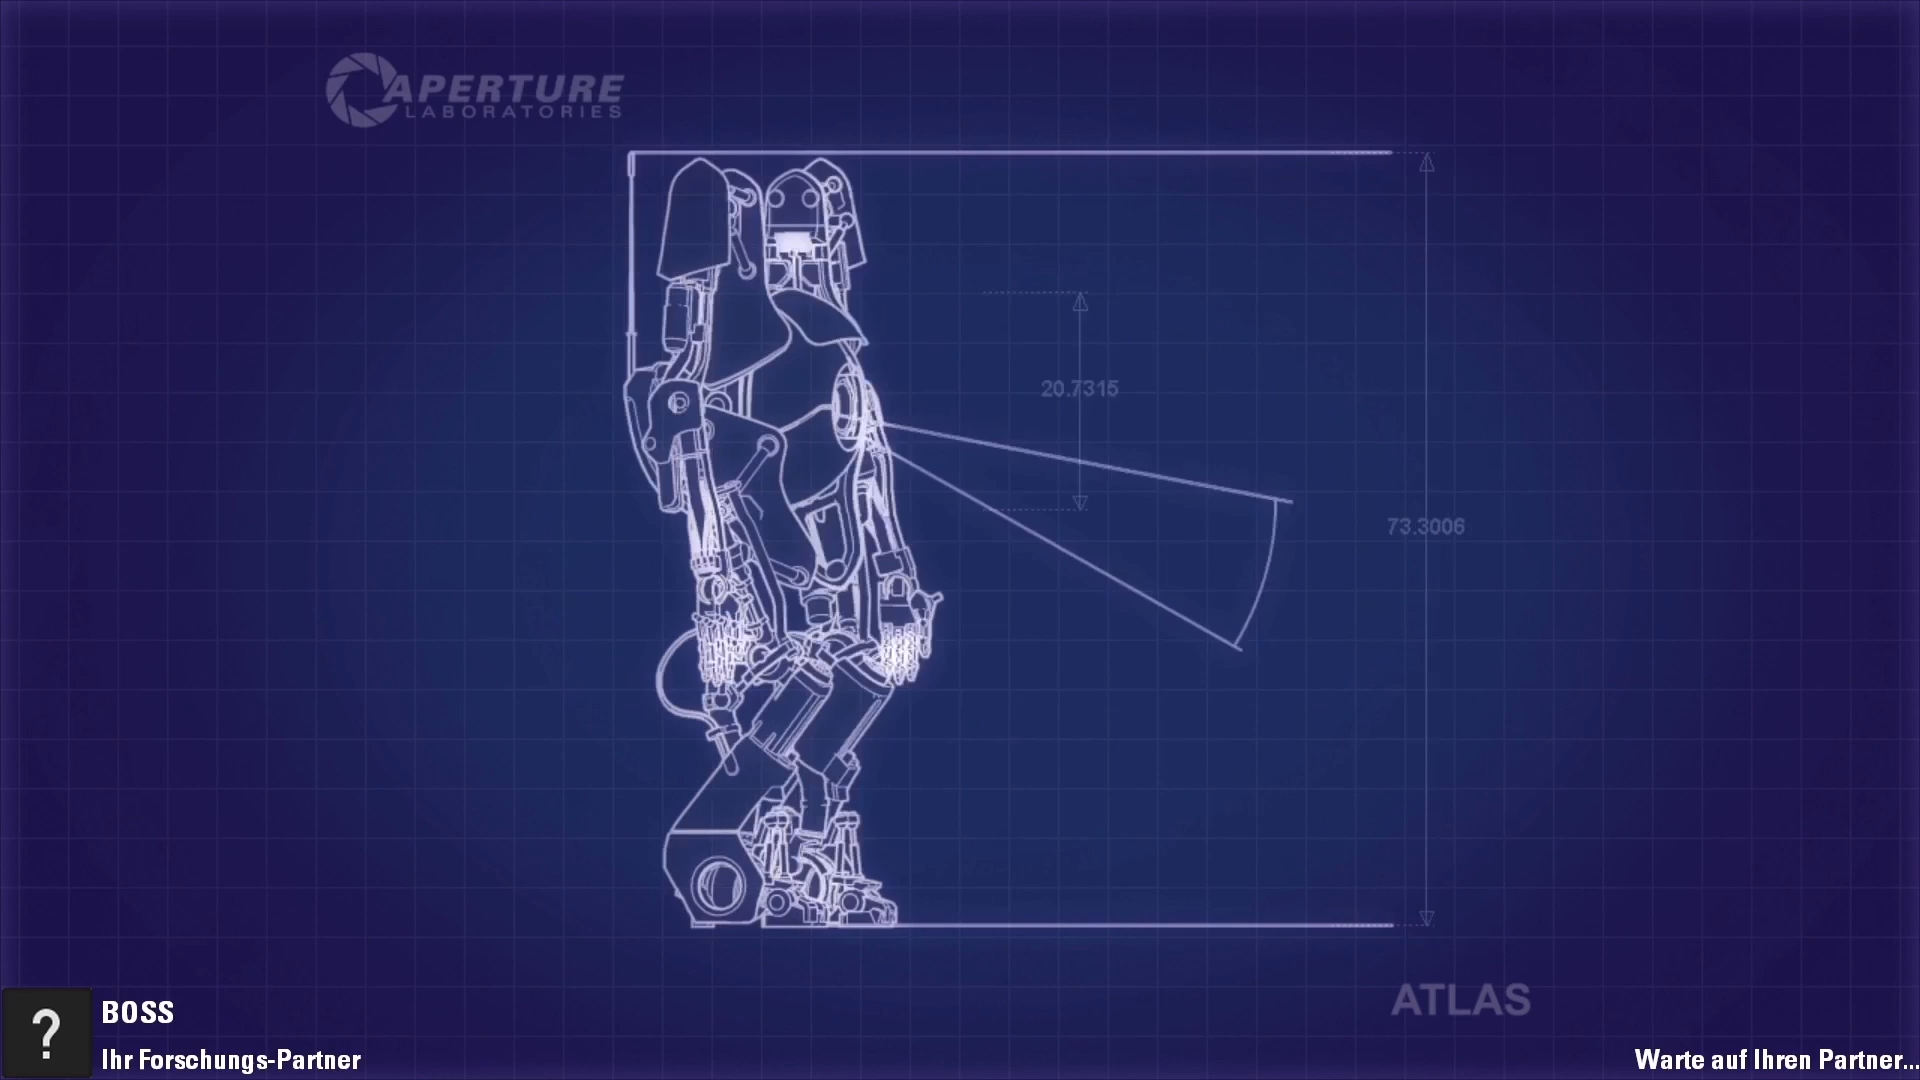 APERTURE
LABORATORIES
20.7315
73.3006
ATLAS
?
BOSS
Ihr Forschungs-Partner
Warte auf Ihren Partner...